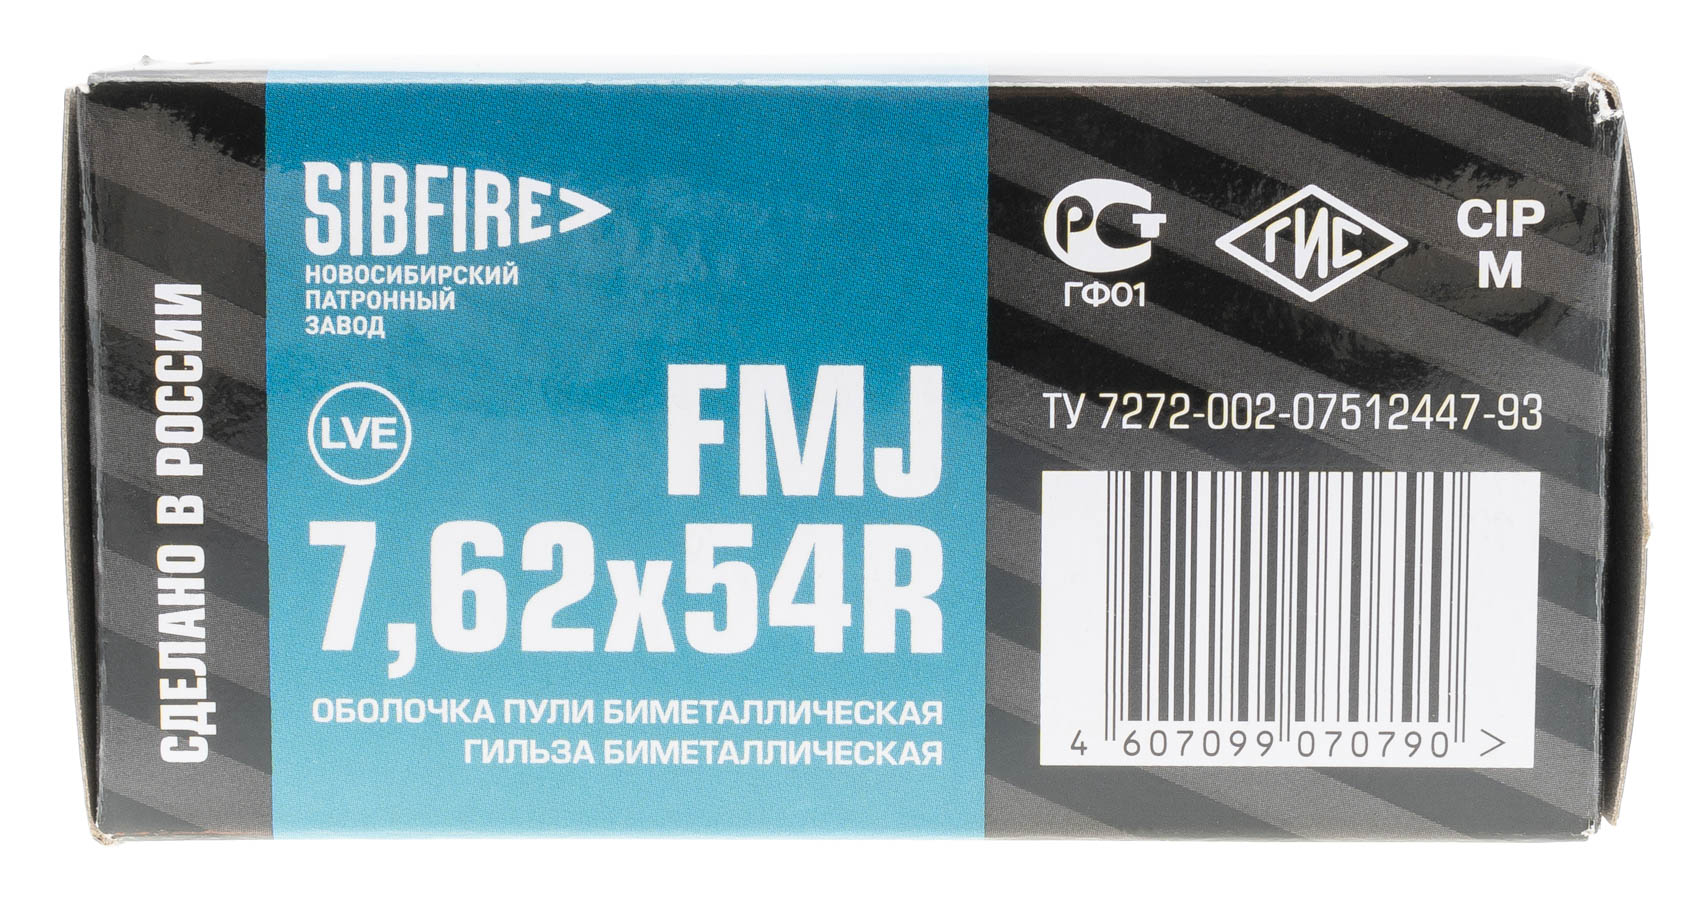 СДЕЛАНО В РОССИИ
SIBFIRE>
НОВОСИБИРСКИЙ
ПАТРОННЫЙ
ЗАВОД
LVE
FMJ
7,62x54R
ОБОЛОЧКА ПУЛИ БИМЕТАЛЛИЧЕСКАЯ
ГИЛЬЗА БИМЕТАЛЛИЧЕСКАЯ
РСТ
ГФ01
ГИС
CIP
M
ТУ 7272-002-07512447-93
4 607099 070790 >